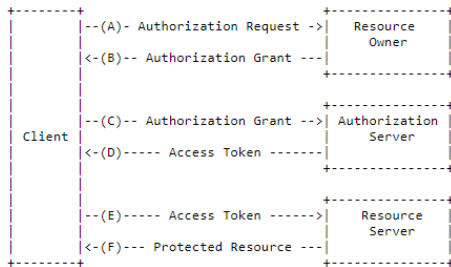 --(A)- Authorization Request ->| Resource
Owner
<-(B)-- Authorization Grant ---|
--(C)-- Authorization Grant -->| Authorization
Client Server
<-(D)----- Access Token -------|
--(E)----- Access Token ------>| Resource
Server
<-(F)--- Protected Resource ---|